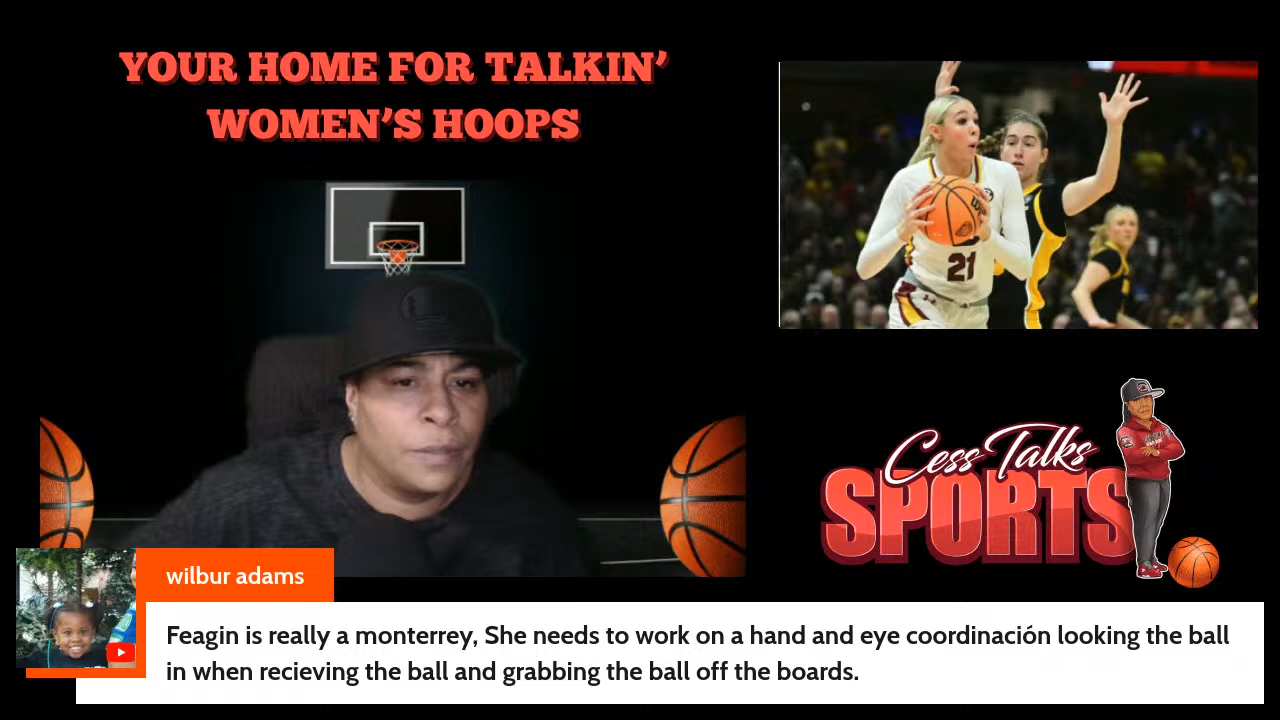 YOUR HOME FOR TALKIN'
WOMEN'S HOOPS
21
Cess Talks
SPORTS
wilbur adams
Feagin is really a monterrey, She needs to work on a hand and eye coordinación looking the ball
in when recieving the ball and grabbing the ball off the boards.